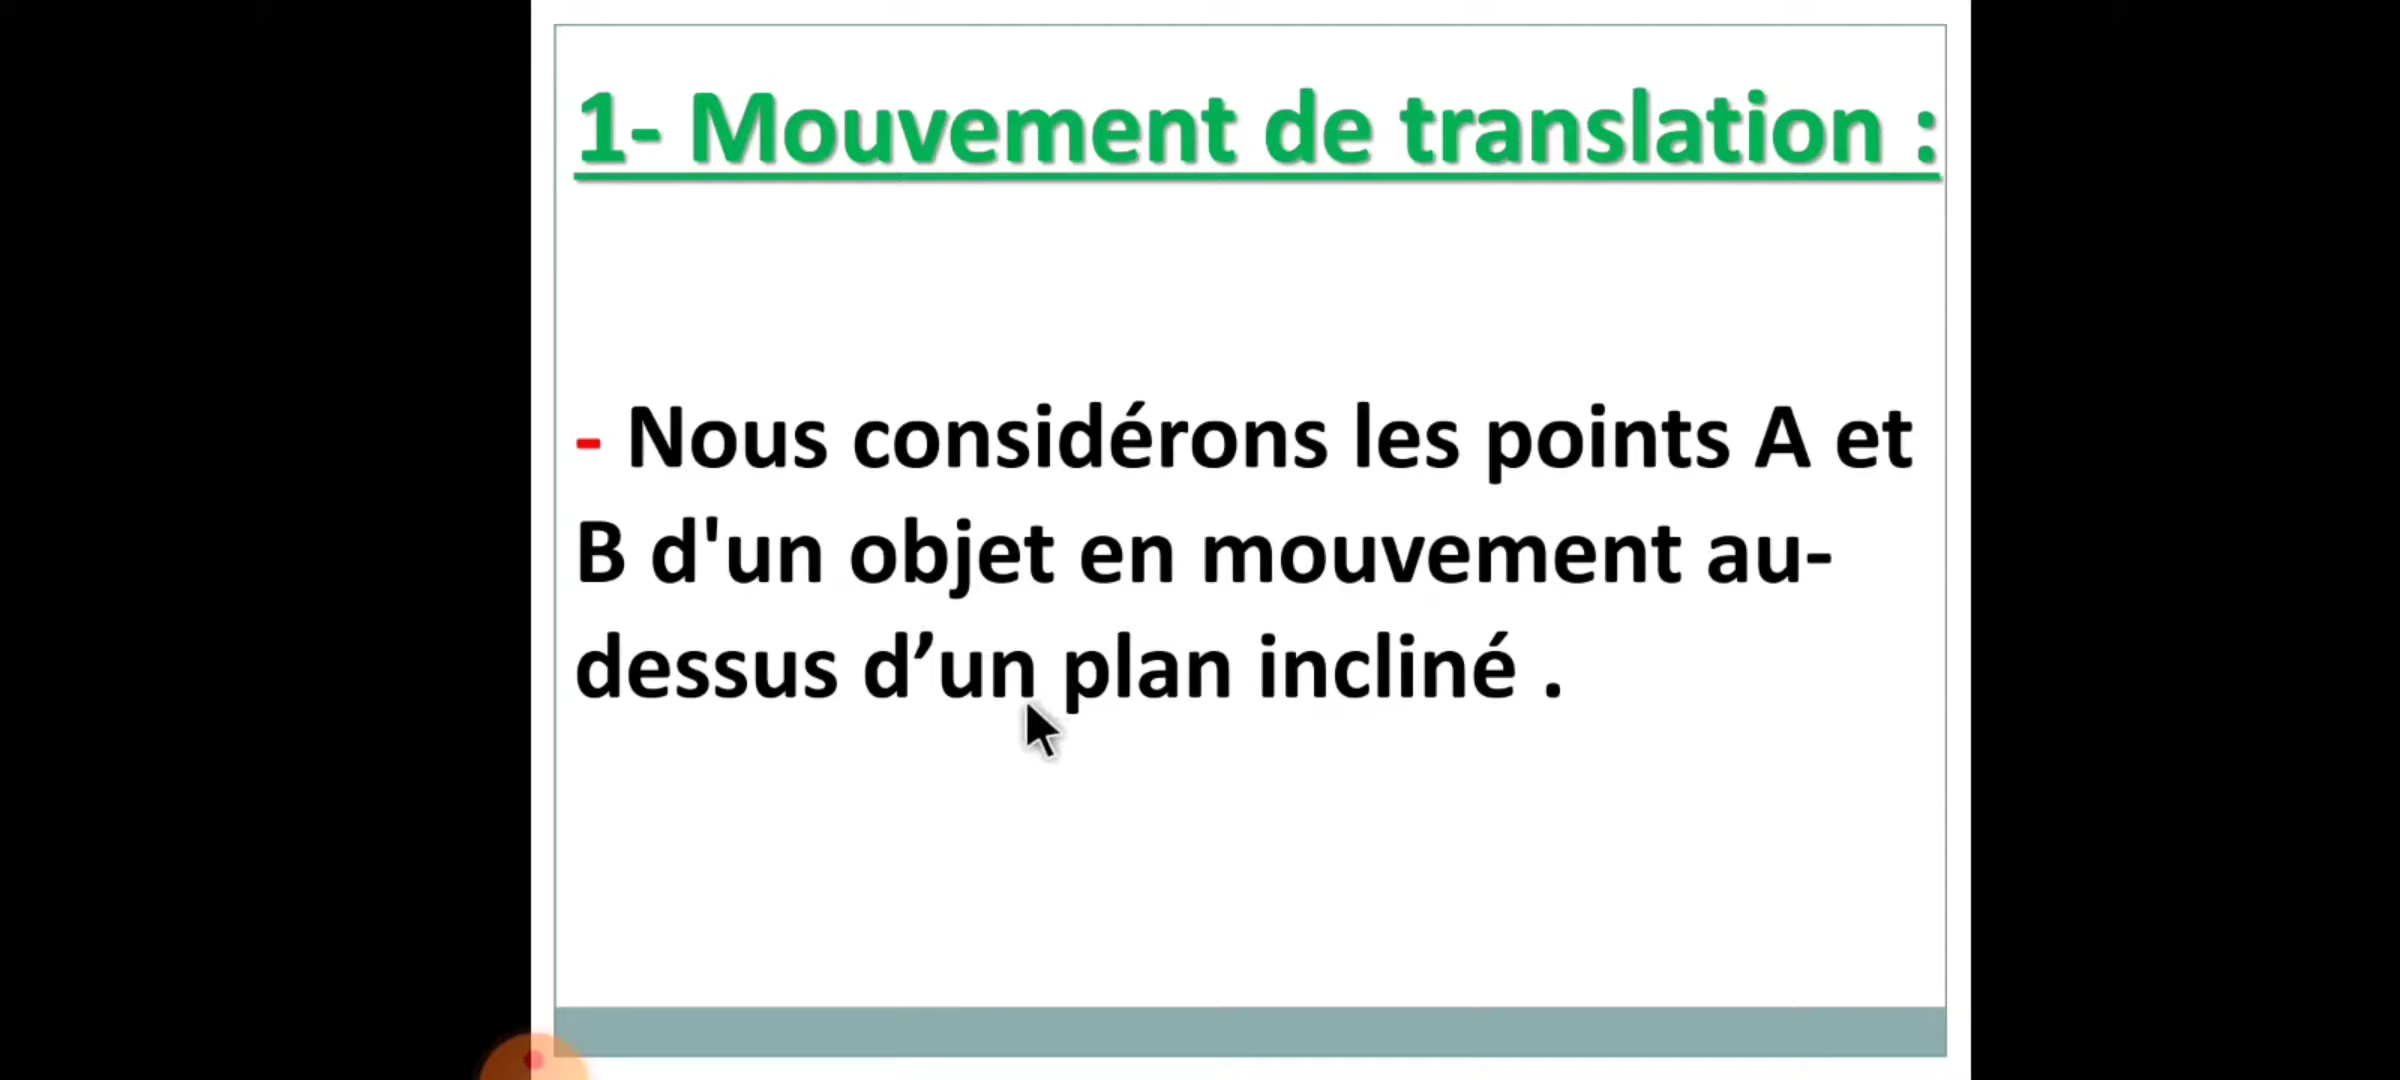 1- Mouvement de translation :
- Nous considérons les points A et
B d'un objet en mouvement au-
dessus d’un plan incliné .